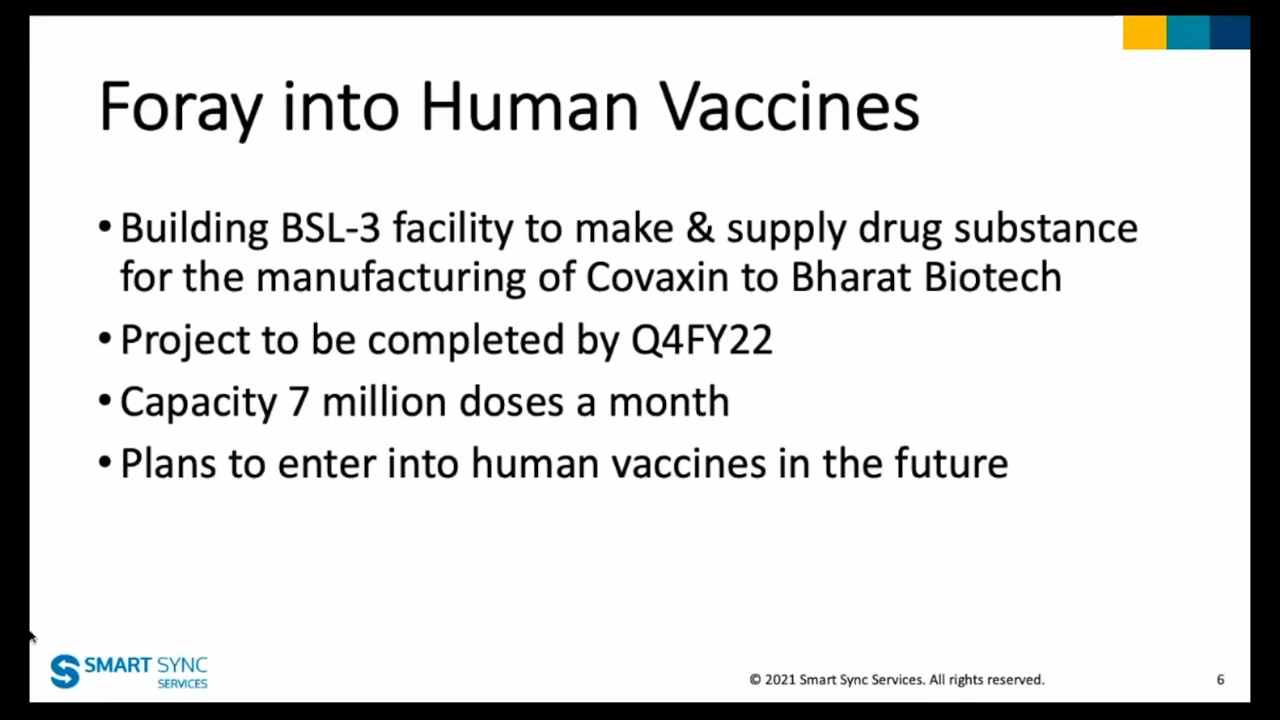 Foray into Human Vaccines
• Building BSL-3 facility to make & supply drug substance
for the manufacturing of Covaxin to Bharat Biotech
• Project to be completed by Q4FY22
• Capacity 7 million doses a month
• Plans to enter into human vaccines in the future
SMART SYNC
SERVICES
© 2021 Smart Sync Services. All rights reserved.
6